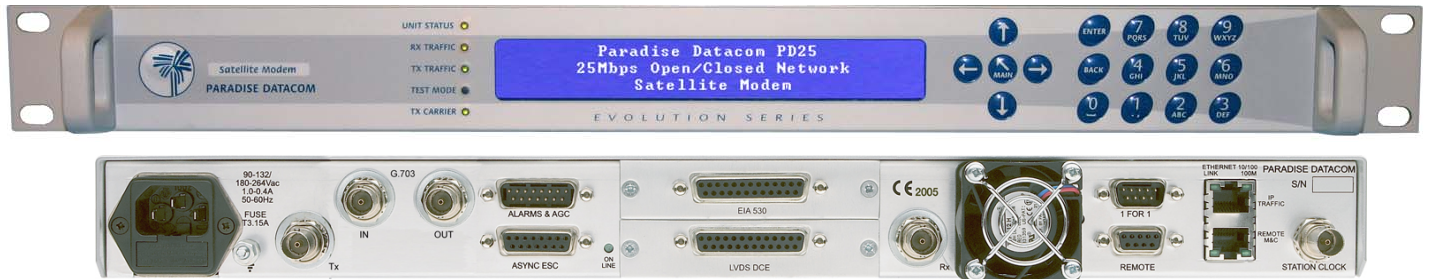 UNIT STATUS
RX TRAFFIC
TX TRAFFIC
TEST MODE
TX CARRIER
Satellite Modem
PARADISE DATACOM
Paradise Datacom PD25
25Mbps Open/Closed Network
Satellite Modem
EVOLUTION SERIES
MAIN
ENTER
7
PQRS
8
TUV
9
WXYZ
BACK
4
GHI
5
JKL
6
MNO
0
1
2
ABC
3
DEF
90-132/
180-264Vac
1.0-0.4A
50-60Hz
FUSE
T3.15A
Tx
G.703
IN
OUT
ALARMS & AGC
ASYNC ESC
ON
LINE
EIA 530
LVDS DCE
CE 2005
Rx
1 FOR 1
REMOTE
ETHERNET 10/100
LINK 100M
IP
TRAFFIC
REMOTE
M&C
PARADISE DATACOM
S/N
STATION CLOCK